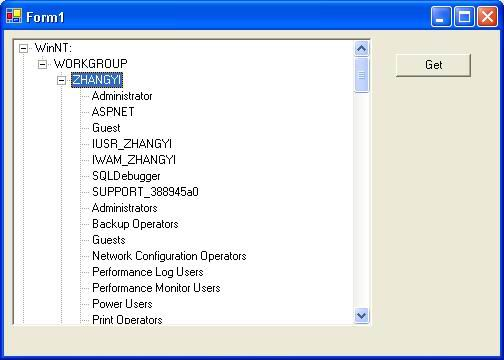 Form1
WinNT:
WORKGROUP
ZHANGYI
Administrator
ASPNET
Guest
IUSR_ZHANGYI
IWAM_ZHANGYI
SQLDebugger
SUPPORT_388945a0
Administrators
Backup Operators
Guests
Network Configuration Operators
Performance Log Users
Performance Monitor Users
Power Users
Print Operators
Get